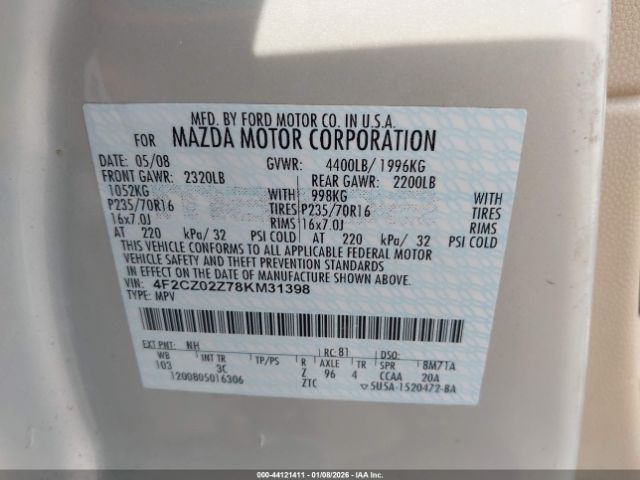 MFD. BY FORD MOTOR CO. IN U.S.A.
FOR MAZDA MOTOR CORPORATION
DATE: 05/08 GVWR: 4400LB/1996KG
FRONT GAWR: 2320LB REAR GAWR: 2200LB
1052KG WITH 998KG WITH
P235/70R16 TIRES P235/70R16 TIRES
16x7.0J RIMS 16x7.0J RIMS
AT 220 kPa/ 32 PSI COLD AT 220 kPa/ 32 PSI COLD
THIS VEHICLE CONFORMS TO ALL APPLICABLE FEDERAL MOTOR
VEHICLE SAFETY AND THEFT PREVENTION STANDARDS
IN EFFECT ON THE DATE OF MANUFACTURE SHOWN ABOVE.
VIN: 4F2CZ02Z78KM31398
TYPE: MPV
EXT PNT: NH RC: 81 DSO:
WB INT TR TP/PS R AXLE TR SPR 8M71A
103 3C Z 96 4 CCAA 20A
1200805016306 ZTC 5U5A-1520472-BA
000-44121411 - 01/08/2026 - IAA Inc.